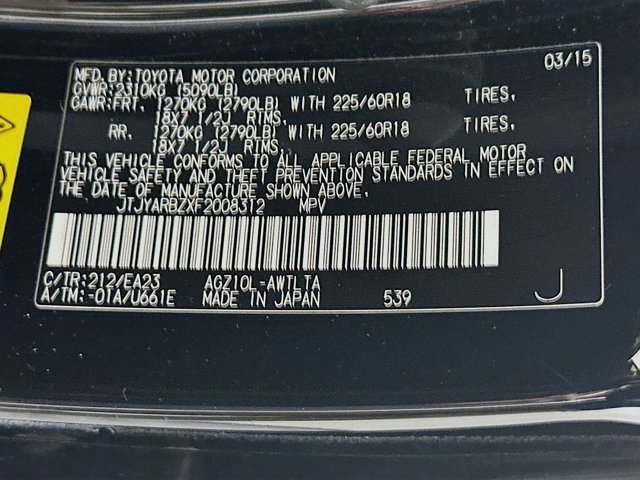 03/15
MFD.BY:TOYOTA MOTOR CORPORATION
GVWR:2310KG (5090LB)
GAWR:FRT. 1270KG (2790LB) WITH 225/60R18 TIRES,
18X7 1/2J RIMS,
RR. 1270KG (2790LB) WITH 225/60R18 TIRES,
18X7 1/2J RIMS,
THIS VEHICLE CONFORMS TO ALL APPLICABLE FEDERAL MOTOR
VEHICLE SAFETY AND THEFT PREVENTION STANDARDS IN EFFECT ON
THE DATE OF MANUFACTURE SHOWN ABOVE.
JTJYARBZXF2008312 MPV
C/TR:212/EA23 AGZ10L-AWTLTA
A/TM:-01A/U661E MADE IN JAPAN 539 J